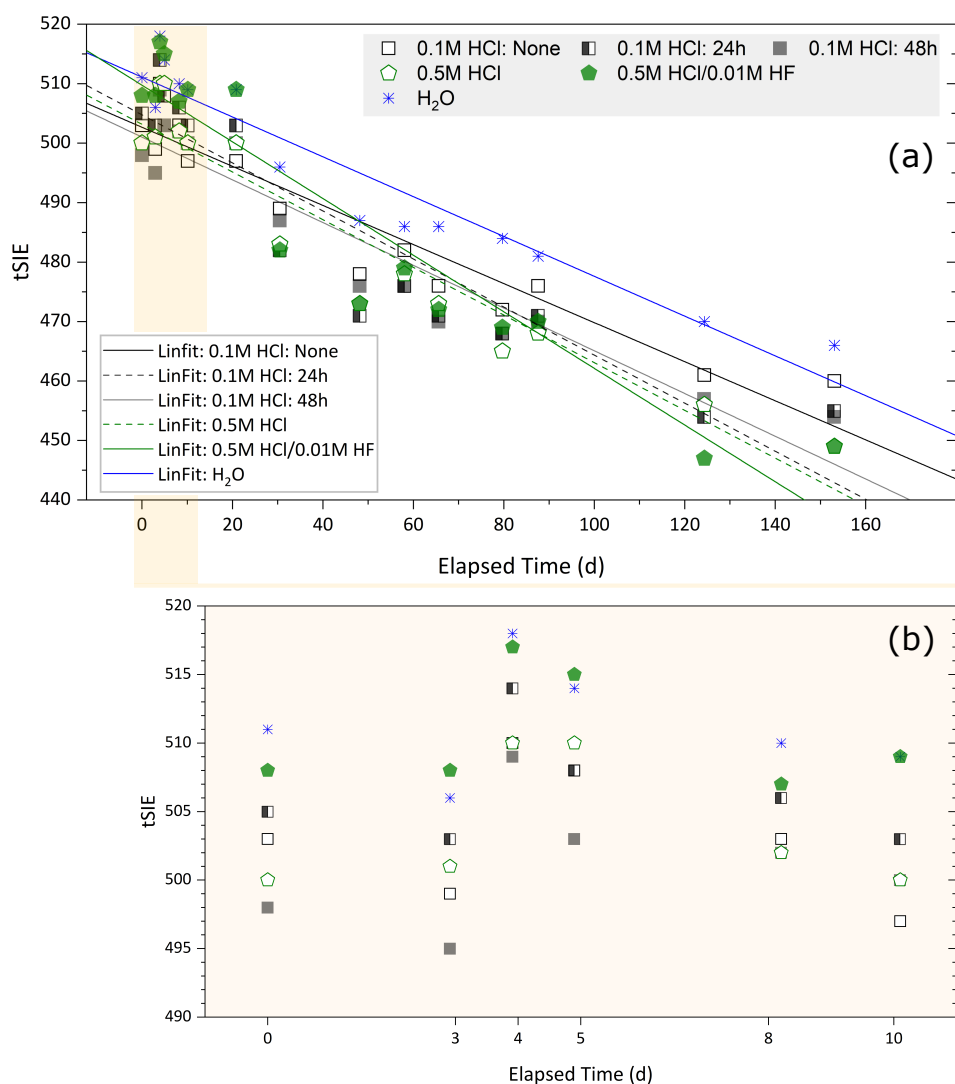 (a)
0.1M HCl: None 0.1M HCl: 24h 0.1M HCl: 48h
0.5M HCl 0.5M HCl/0.01M HF
H₂O
520
510
500
490
480
470
460
450
440
tSIE
Linfit: 0.1M HCl: None
LinFit: 0.1M HCl: 24h
LinFit: 0.1M HCl: 48h
LinFit: 0.5M HCl
LinFit: 0.5M HCl/0.01M HF
LinFit: H₂O
0 20 40 60 80 100 120 140 160
Elapsed Time (d)
(b)
520
515
510
505
500
495
490
tSIE
0 3 4 5 8 10
Elapsed Time (d)